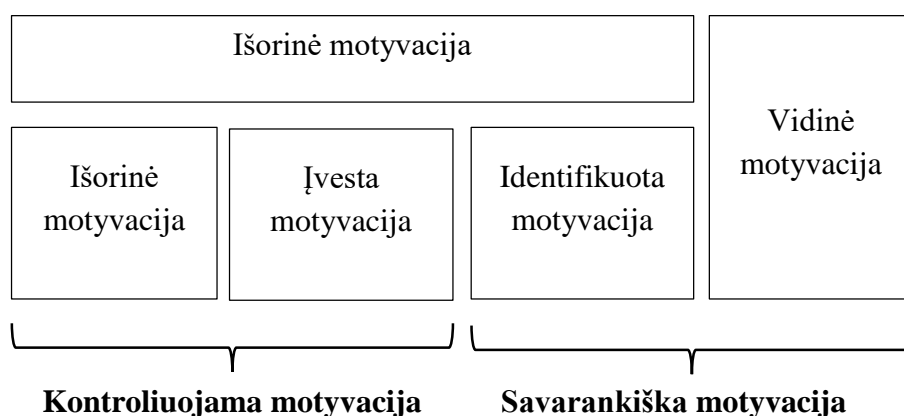 Išorinė motyvacija
Vidinė
motyvacija
Išorinė
motyvacija
Įvesta
motyvacija
Identifikuota
motyvacija
Kontroliuojama motyvacija
Savarankiška motyvacija